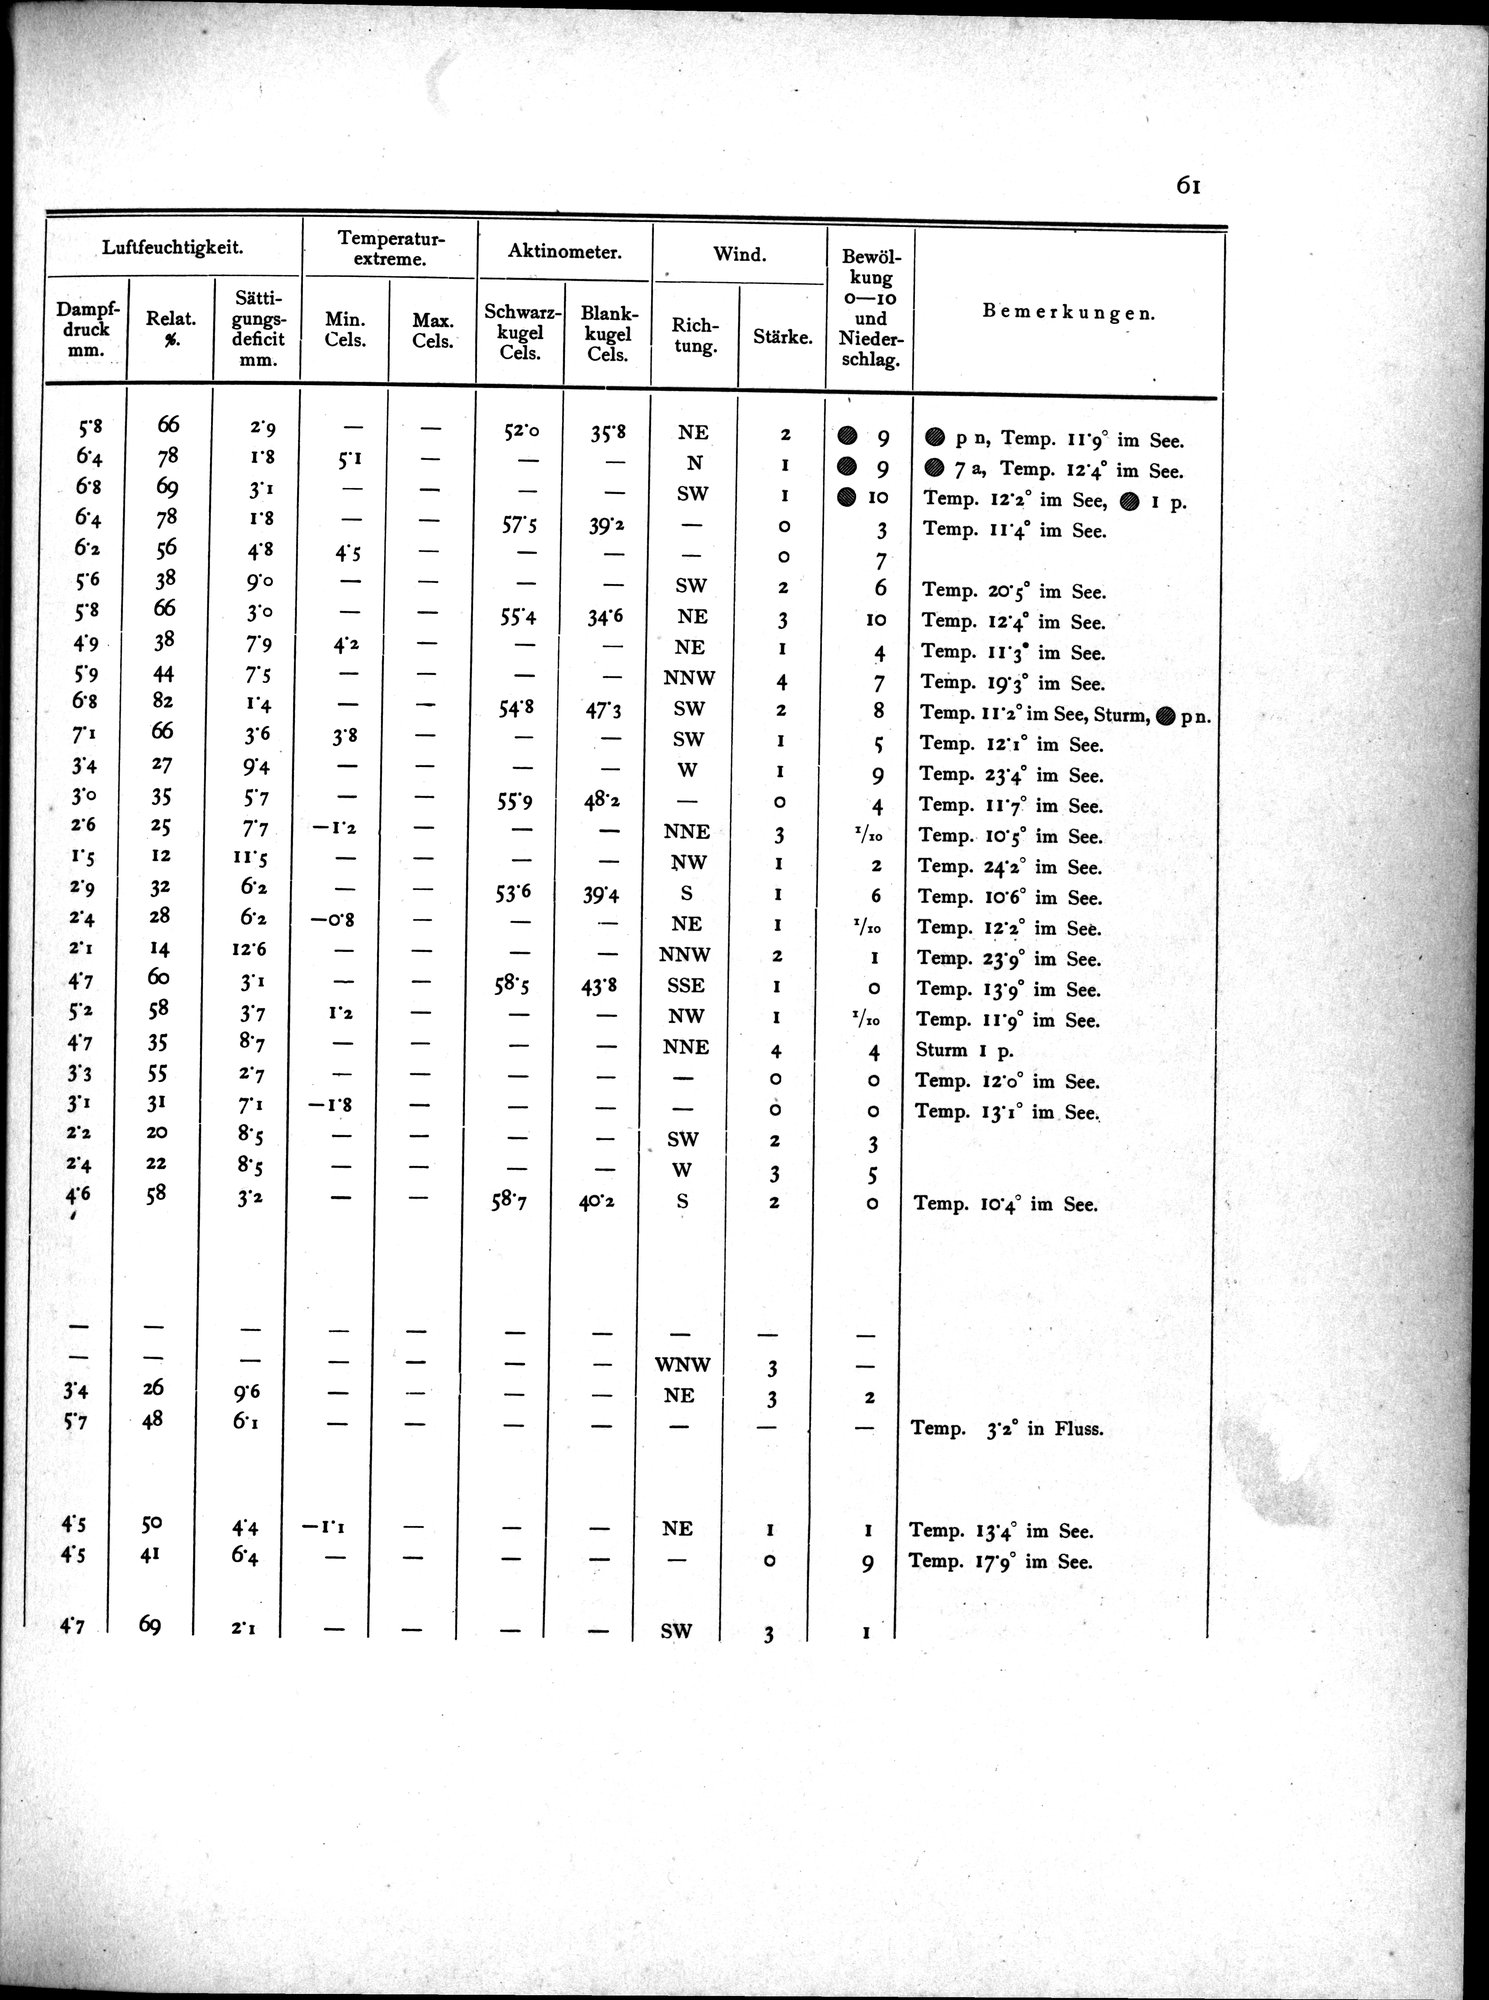 61
Luftfeuchtigkeit. Temperatur-extreme. Aktinometer. Wind. Bewöl-kung 0—10 und Nieder-schlag. Bemerkungen.
Dampf-druck mm. Relat. %. Sätti-gungs-deficit mm. Min. Cels. Max. Cels. Schwarz-kugel Cels. Blank-kugel Cels. Rich-tung. Stärke.
5·8 66 2·9 — — 52·0 35·8 NE 2 ● 9 ● p n, Temp. 11·9° im See.
6·4 78 1·8 5·1 — — — N 1 ● 9 ● 7 a, Temp. 12·4° im See.
6·8 69 3·1 — — — — SW 1 ● 10 Temp. 12·2° im See, ● 1 p.
6·4 78 1·8 — — 57·5 39·2 — 0 3 Temp. 11·4° im See.
6·2 56 4·8 4·5 — — — — 0 7
5·6 38 9·0 — — — — SW 2 6 Temp. 20·5° im See.
5·8 66 3·0 — — 55·4 34·6 NE 3 10 Temp. 12·4° im See.
4·9 38 7·9 4·2 — — — NE 1 4 Temp. 11·3° im See.
5·9 44 7·5 — — — — NNW 4 7 Temp. 19·3° im See.
6·8 82 1·4 — — 54·8 47·3 SW 2 8 Temp. 11·2° im See, Sturm, ● p n.
7·1 66 3·6 3·8 — — — SW 1 5 Temp. 12·1° im See.
3·4 27 9·4 — — — — W 1 9 Temp. 23·4° im See.
3·0 35 5·7 — — 55·9 48·2 — 0 4 Temp. 11·7° im See.
2·6 25 7·7 —1·2 — — — NNE 3 1/10 Temp. 10·5° im See.
1·5 12 11·5 — — — — NW 1 2 Temp. 24·2° im See.
2·9 32 6·2 — — 53·6 39·4 S 1 6 Temp. 10·6° im See.
2·4 28 6·2 —0·8 — — — NE 1 1/10 Temp. 12·2° im See.
2·1 14 12·6 — — — — NNW 2 1 Temp. 23·9° im See.
4·7 60 3·1 — — 58·5 43·8 SSE 1 0 Temp. 13·9° im See.
5·2 58 3·7 1·2 — — — NW 1 1/10 Temp. 11·9° im See.
4·7 35 8·7 — — — — NNE 4 4 Sturm 1 p.
3·3 55 2·7 — — — — — 0 0 Temp. 12·0° im See.
3·1 31 7·1 —1·8 — — — — 0 0 Temp. 13·1° im See.
2·2 20 8·5 — — — — SW 2 3
2·4 22 8·5 — — — — W 3 5
4·6 58 3·2 — — 58·7 40·2 S 2 0 Temp. 10·4° im See.
— — — — — — — — — —
— — — — — — — WNW 3 —
3·4 26 9·6 — — — — NE 3 2
5·7 48 6·1 — — — — — — — Temp. 3·2° in Fluss.
4·5 50 4·4 —1·1 — — — NE 1 1 Temp. 13·4° im See.
4·5 41 6·4 — — — — — 0 9 Temp. 17·9° im See.
4·7 69 2·1 — — — — SW 3 1